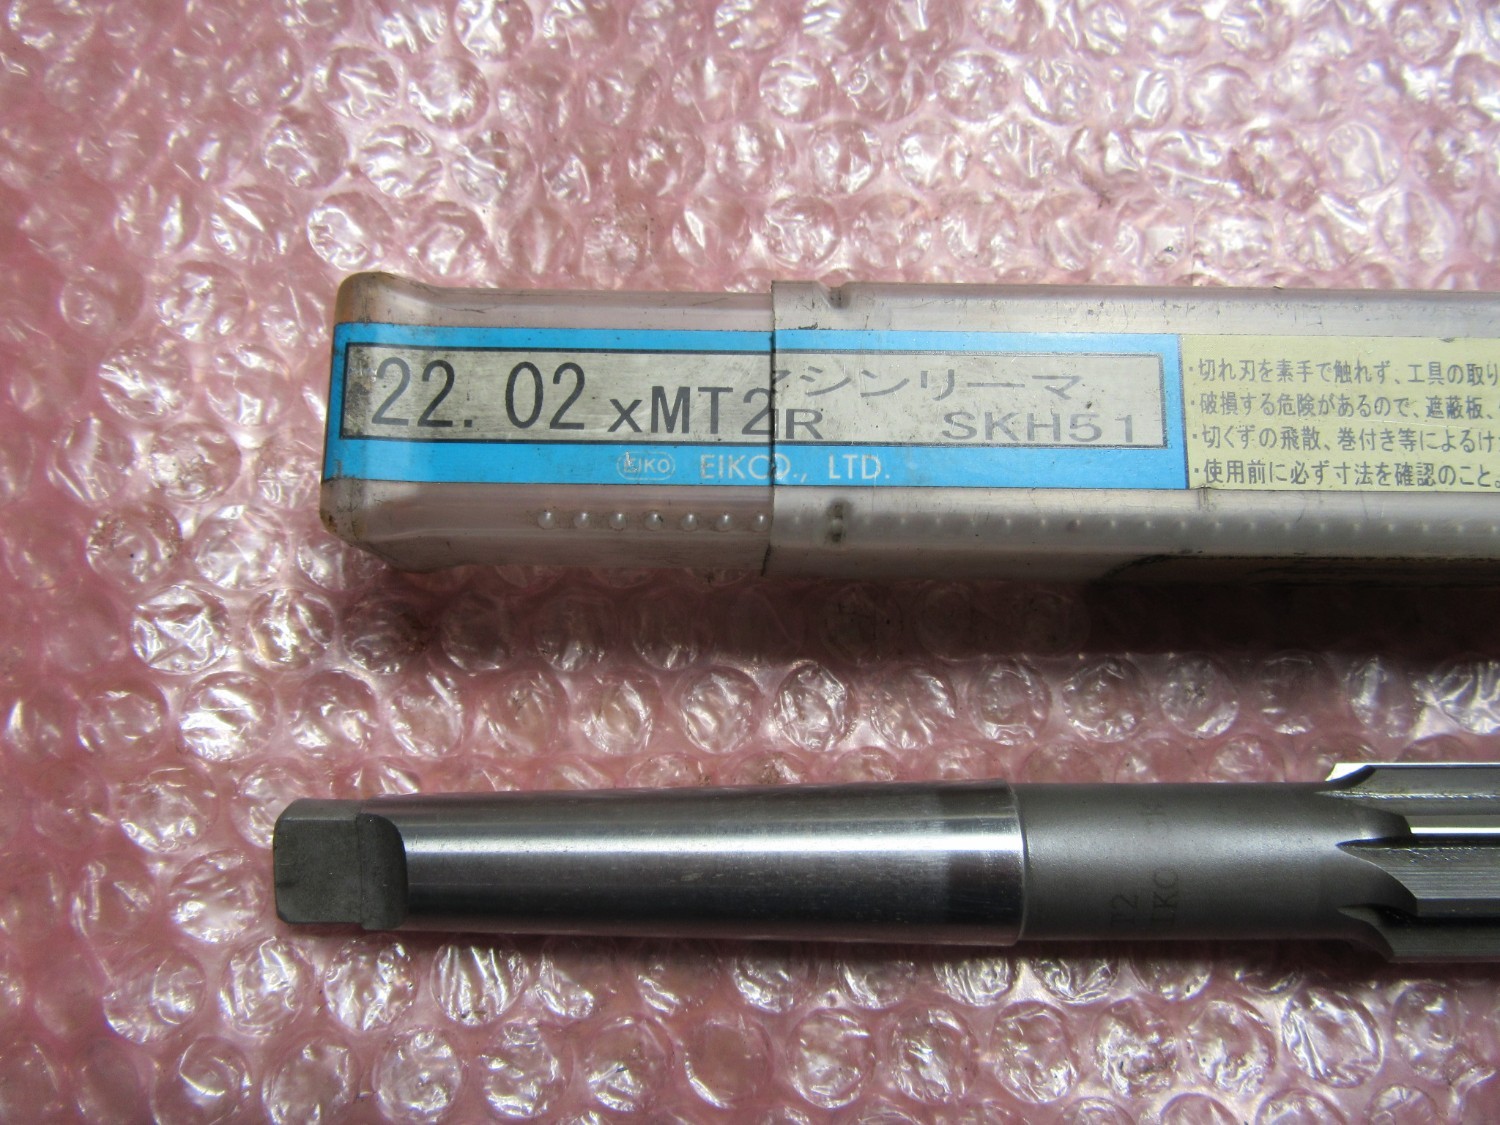 22.02 xMT2 マシンリーマ
R SKH51
EIKO EIKO., LTD.
・切れ刃を素手で触れず、工具の取り
・破損する危険があるので、遮蔽板、
・切くずの飛散、巻付き等によるけ
・使用前に必ず寸法を確認のこと。
T2